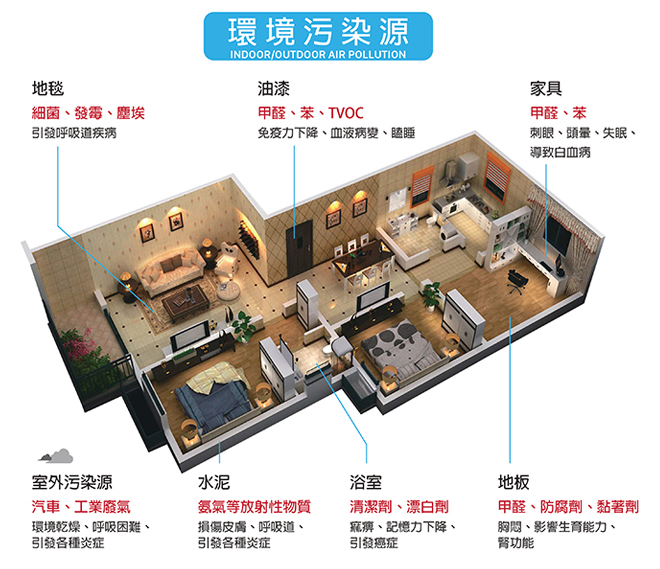 環境污染源
INDOOR/OUTDOOR AIR POLLUTION
地毯
細菌、發霉、塵埃
引發呼吸道疾病
油漆
甲醛、苯、TVOC
免疫力下降、血液病變、瞌睡
家具
甲醛、苯
刺眼、頭暈、失眠、
導致白血病
室外污染源
汽車、工業廢氣
環境乾燥、呼吸困難、
引發各種炎症
水泥
氨氣等放射性物質
損傷皮膚、呼吸道、
引發各種炎症
浴室
清潔劑、漂白劑
窳痹、記憶力下降、
引發癌症
地板
甲醛、防腐劑、黏著劑
胸悶、影響生育能力、
腎功能